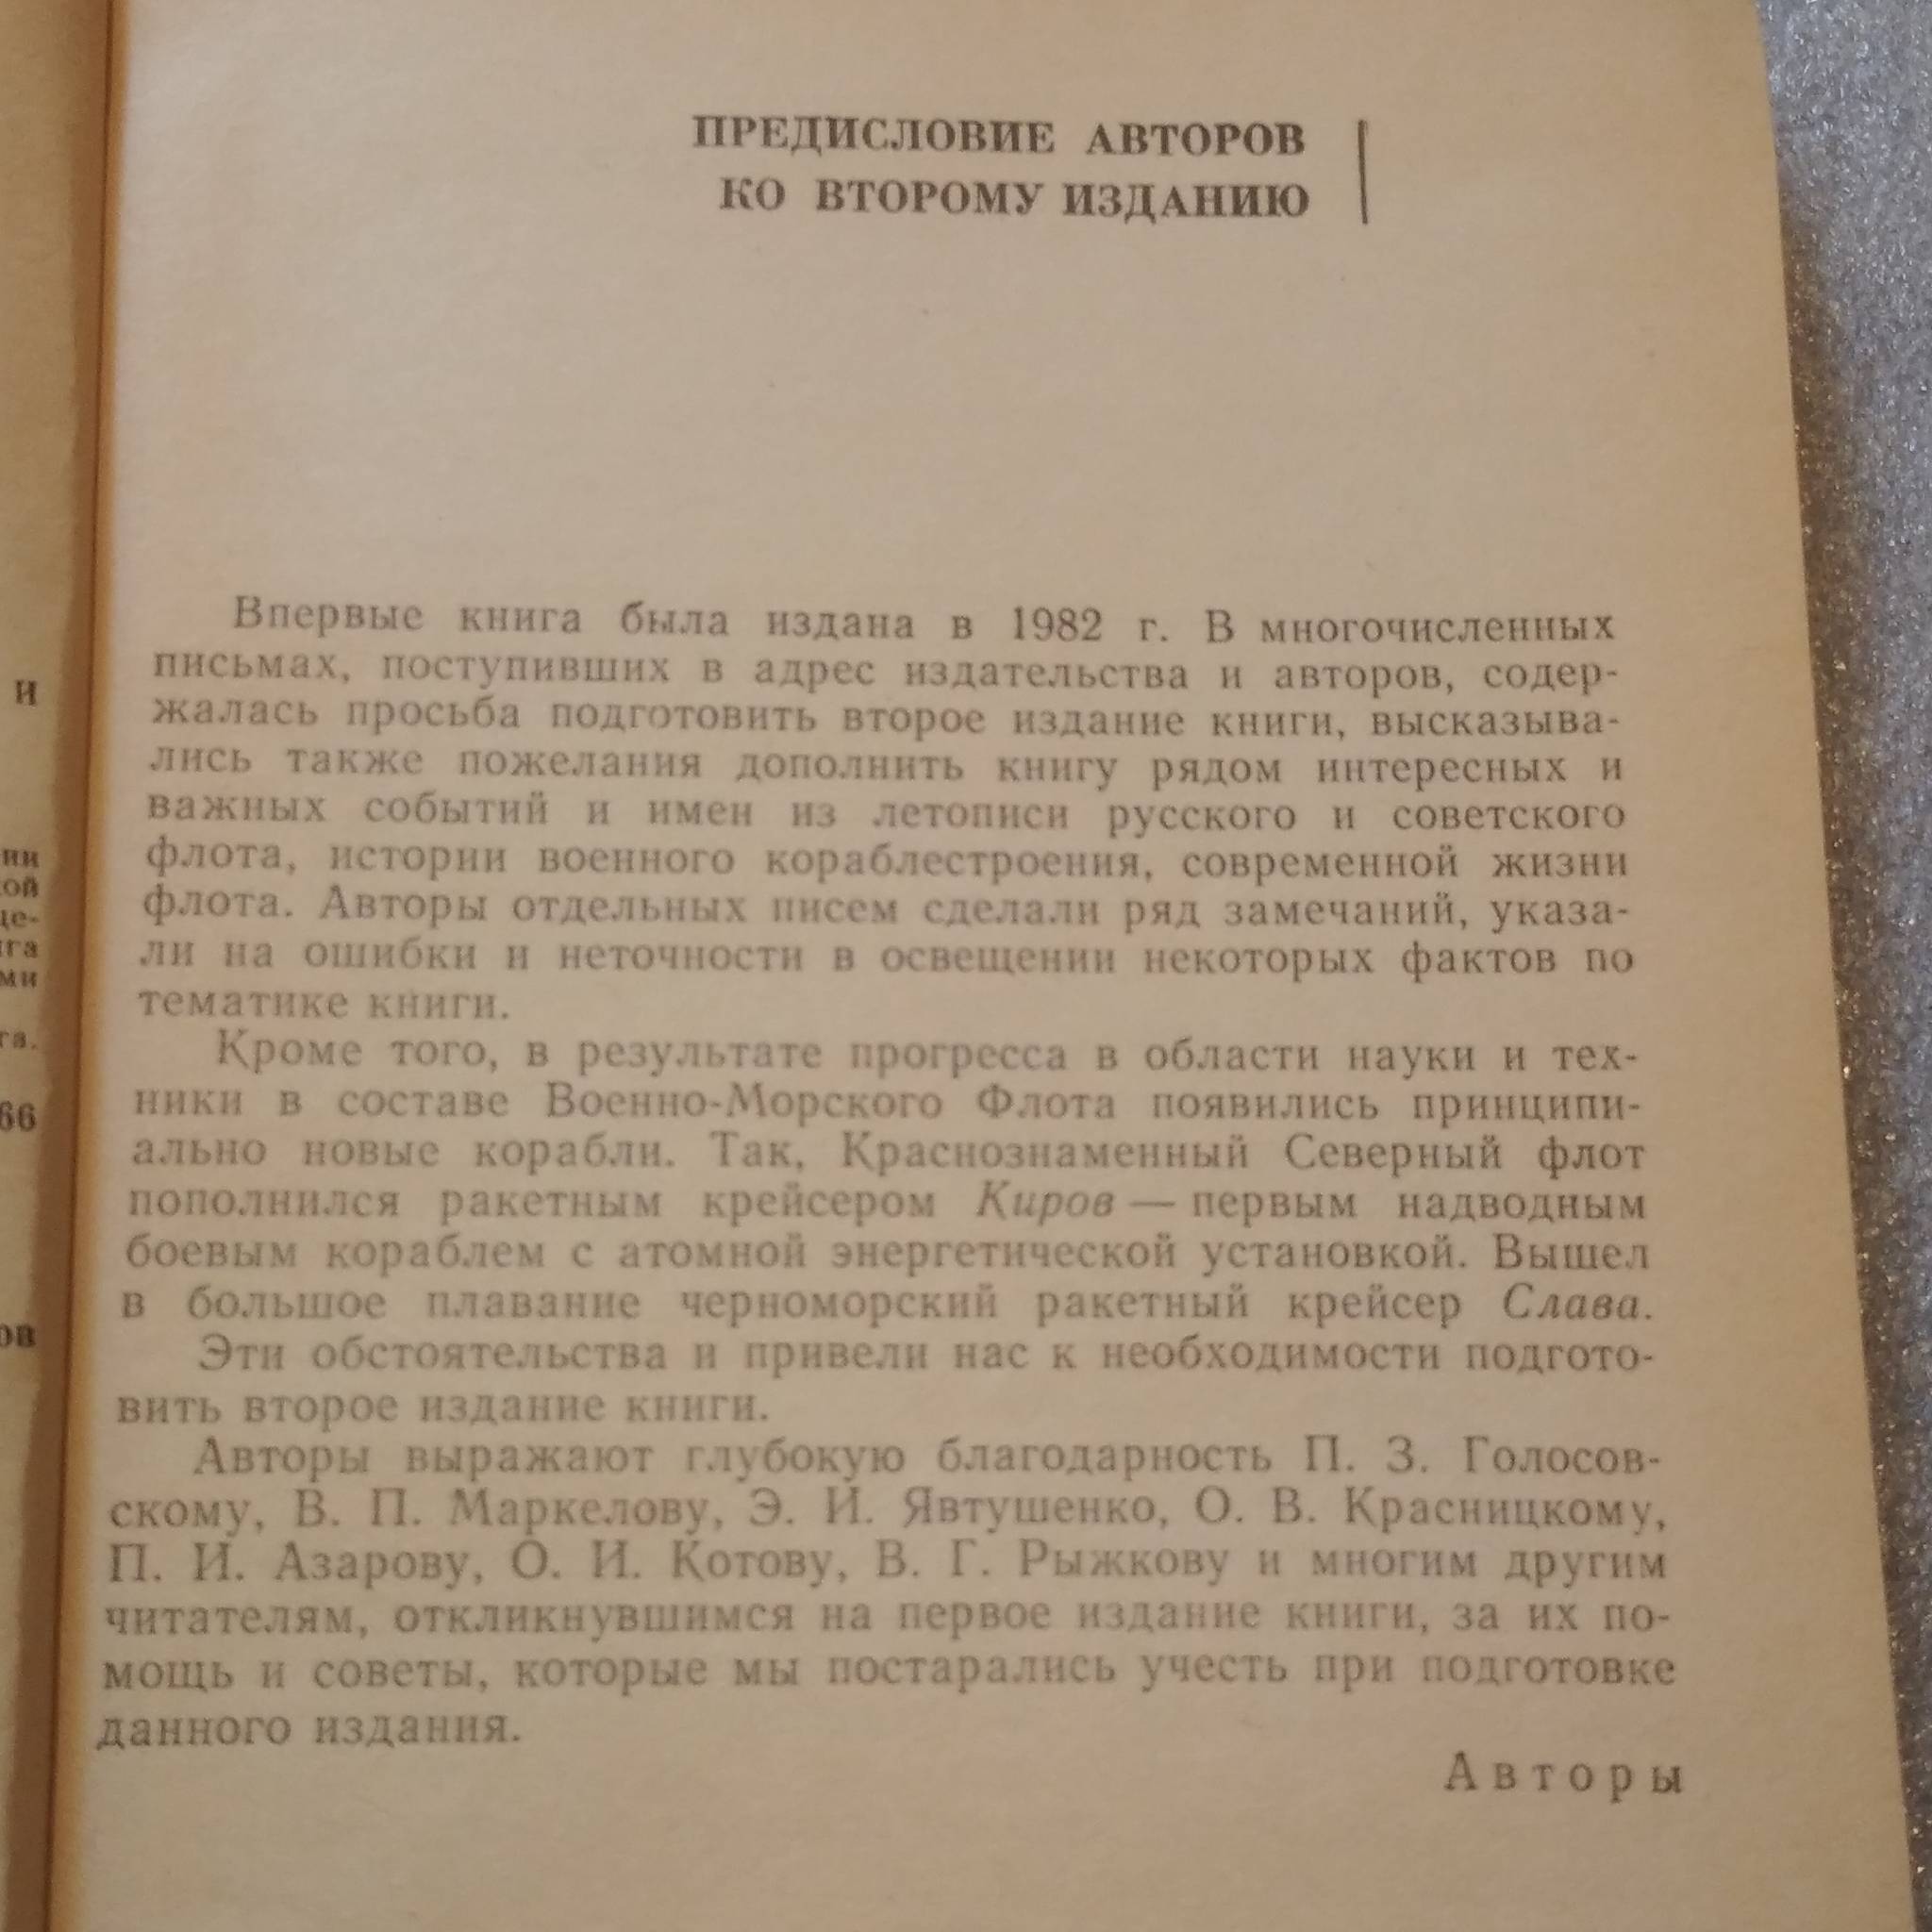 ПРЕДИСЛОВИЕ АВТОРОВ
КО ВТОРОМУ ИЗДАНИЮ
Впервые книга была издана в 1982 г. В многочисленных
письмах, поступивших в адрес издательства и авторов, содер-
жалась просьба подготовить второе издание книги, высказыва-
лись также пожелания дополнить книгу рядом интересных и
важных событий и имен из летописи русского и советского
флота, истории военного кораблестроения, современной жизни
флота. Авторы отдельных писем сделали ряд замечаний, указа-
ли на ошибки и неточности в освещении некоторых фактов по
тематике книги.
Кроме того, в результате прогресса в области науки и тех-
ники в составе Военно-Морского Флота появились принципи-
ально новые корабли. Так, Краснознаменный Северный флот
пополнился ракетным крейсером Киров — первым надводным
боевым кораблем с атомной энергетической установкой. Вышел
в большое плавание черноморский ракетный крейсер Слава.
Эти обстоятельства и привели нас к необходимости подгото-
вить второе издание книги.
Авторы выражают глубокую благодарность П. З. Голосов-
скому, В. П. Маркелову, Э. И. Явтушенко, О. В. Красницкому,
П. И. Азарову, О. И. Котову, В. Г. Рыжкову и многим другим
читателям, откликнувшимся на первое издание книги, за их по-
мощь и советы, которые мы постарались учесть при подготовке
данного издания.
Авторы